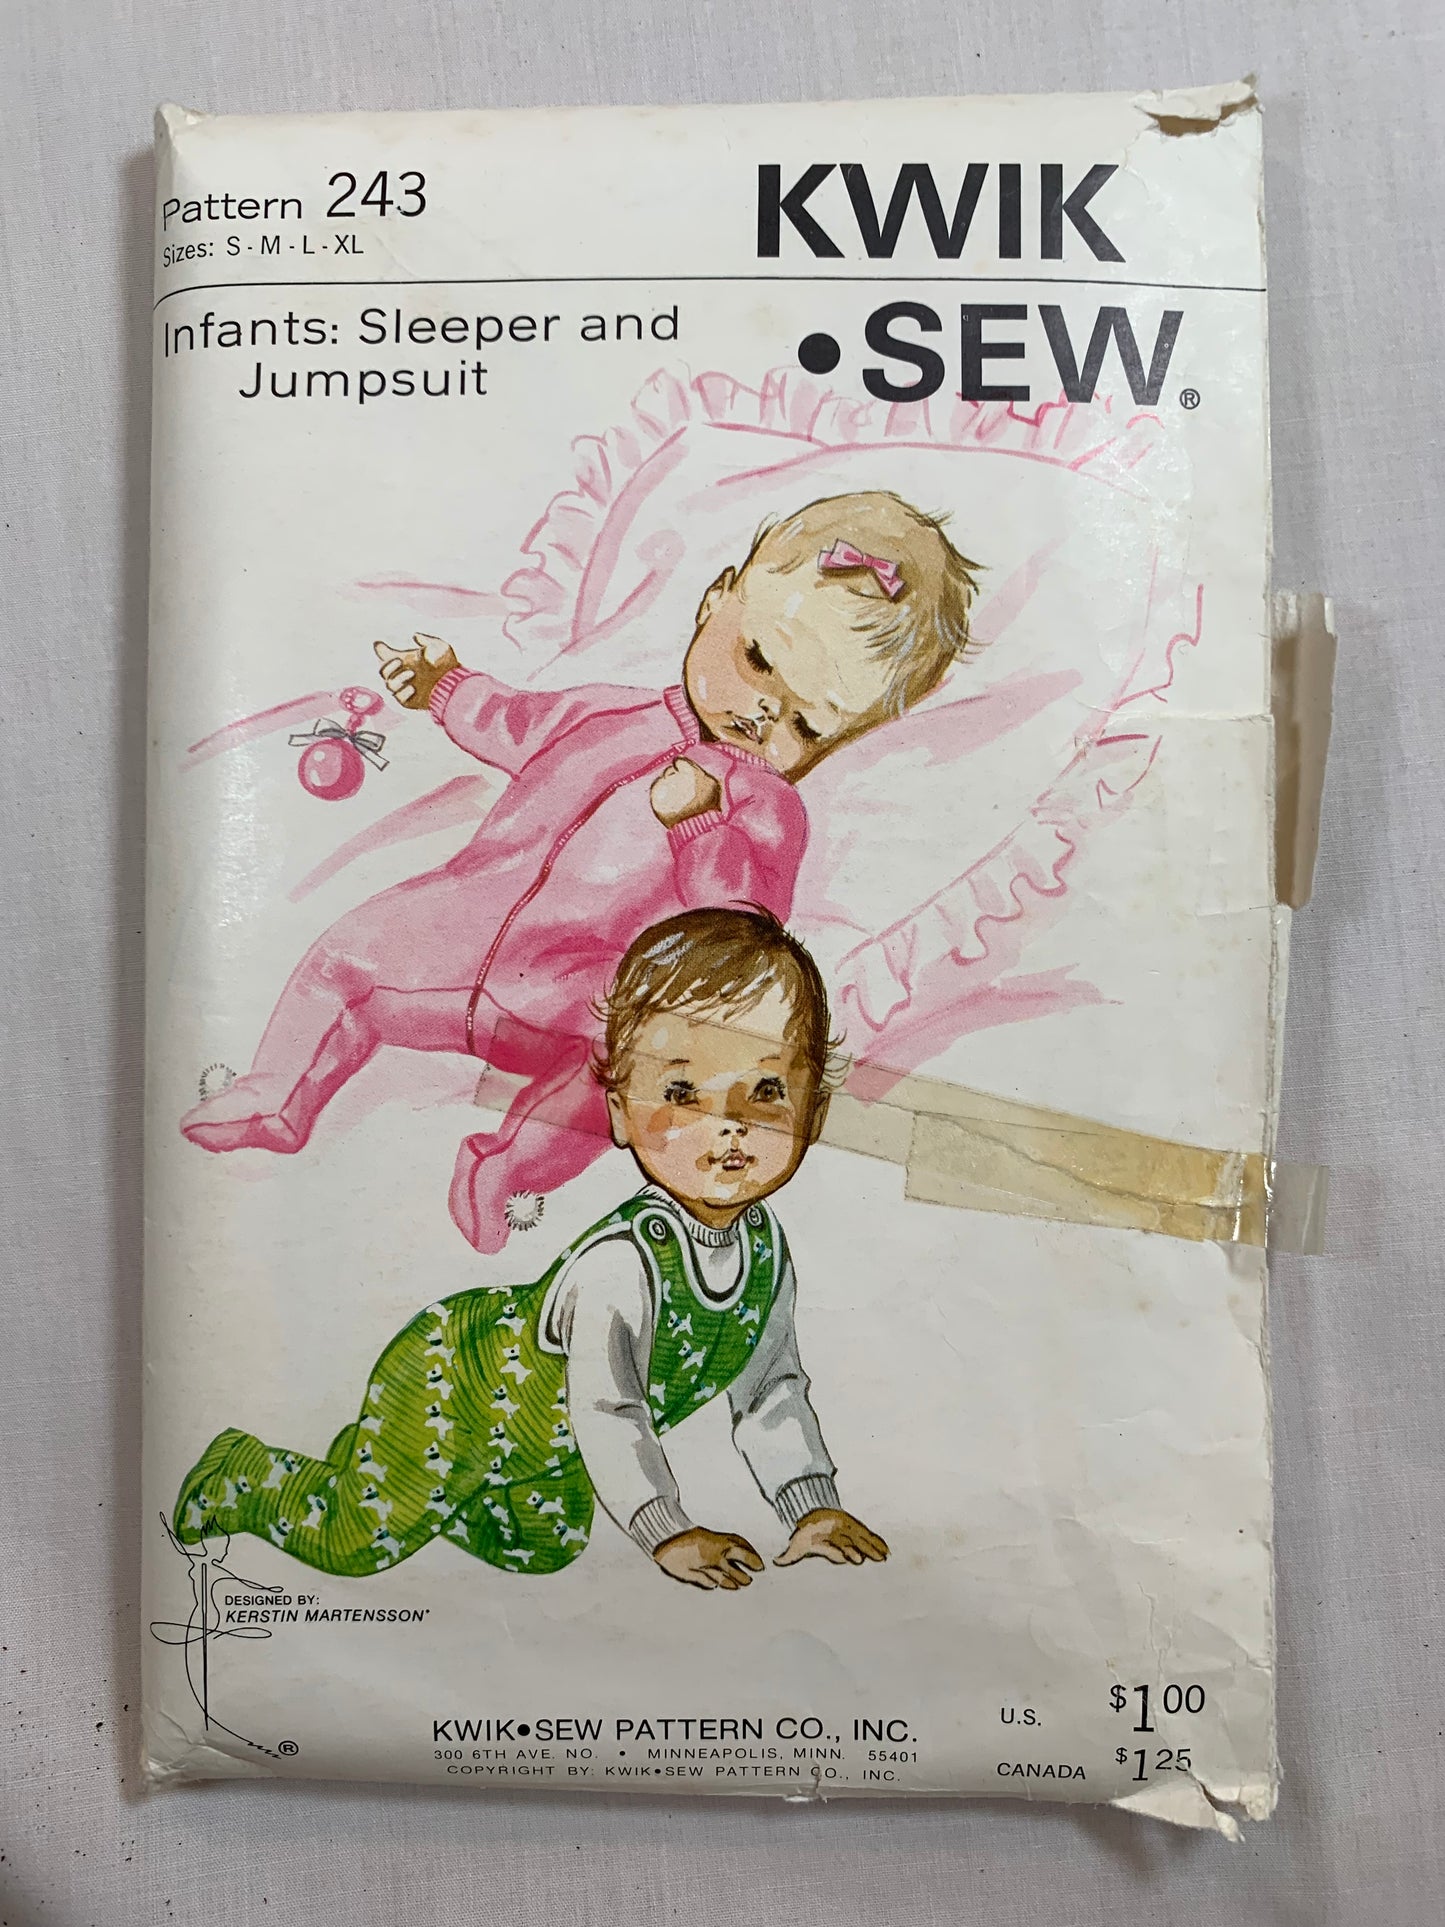 Pattern 243
Sizes: S - M - L - XL
KWIK
•SEW®
Infants: Sleeper and
Jumpsuit
DESIGNED BY:
KERSTIN MARTENSSON*
®
KWIK•SEW PATTERN CO., INC.
300 6TH AVE. NO. • MINNEAPOLIS, MINN. 55401
COPYRIGHT BY: KWIK•SEW PATTERN CO., INC.
U.S. $1 00
CANADA $1 25